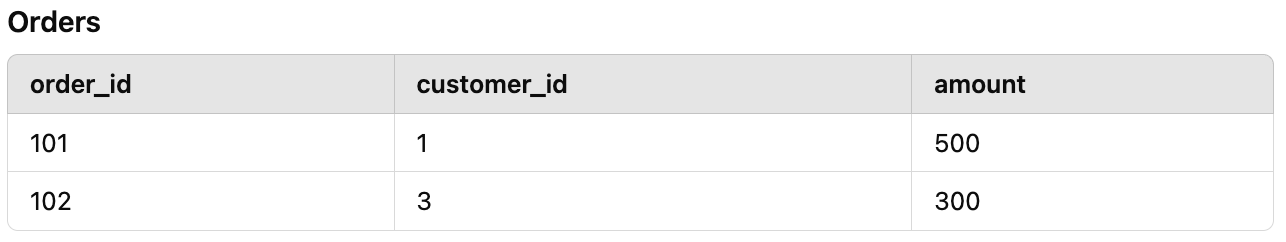 Orders
order_id customer_id amount
101 1 500
102 3 300